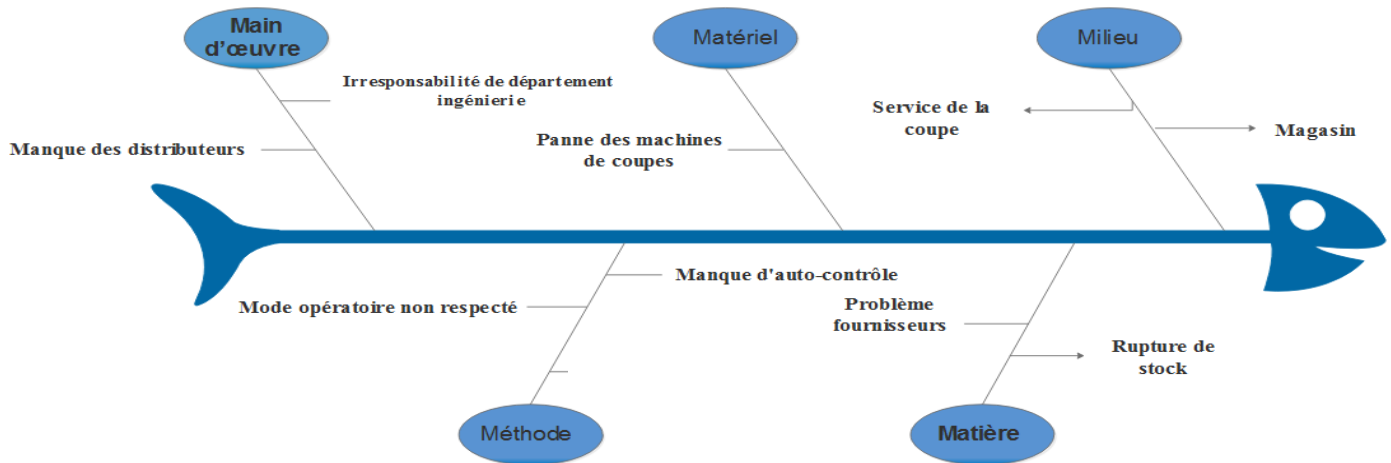 Main
d'œuvre
Matériel
Milieu
Irresponsabilité de département
ingénierie
Manque des distributeurs
Panne des machines
de coupes
Service de la
coupe
Magasin
Manque d'auto-contrôle
Mode opératoire non respecté
Problème
fournisseurs
Rupture de
stock
Méthode
Matière